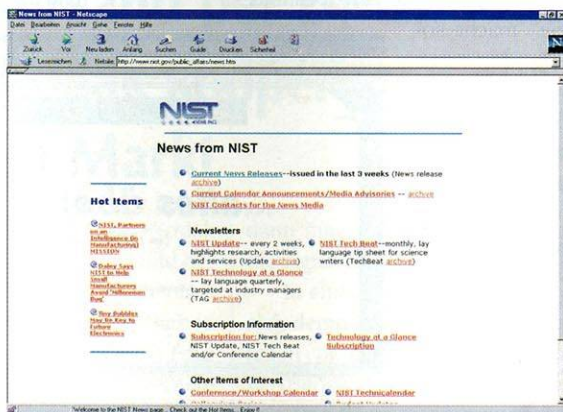 News from NIST - Netscape
Datei Bearbeiten Ansicht Gehe Fenster Hilfe
Zurück Vor Neu laden Anfang Suchen Guide Drucken Sicherheit
Lesezeichen Netsite: http://www.nist.gov/public_affairs/news.htm
NIST
News from NIST
Current News Releases--issued in the last 3 weeks (News release
archive)
Current Calendar Announcements/Media Advisories -- archive
NIST Contacts for the News Media
Hot Items
NIST, Partners
on an
Intelligence (in
Manufacturing)
MISSION
Daley Says
NIST to Help
Small
Manufacturers
Avoid 'Millennium
Bug'
Tiny Bubbles
May Be Key to
Future
Electronics
Newsletters
NIST Update-- every 2 weeks,
highlights research, activities
and services (Update archive)
NIST Tech Beat--monthly, lay
language tip sheet for science
writers (TechBeat archive)
NIST Technology at a Glance
-- lay language quarterly,
targeted at industry managers
(TAG archive)
Subscription Information
Subscription for: News releases,
NIST Update, NIST Tech Beat
and/or Conference Calendar
Technology at a Glance
Subscription
Other Items of Interest
Conference/Workshop Calendar
NIST Technicalendar
Welcome to the NIST News page... Check out the Hot Items... Enjoy!!